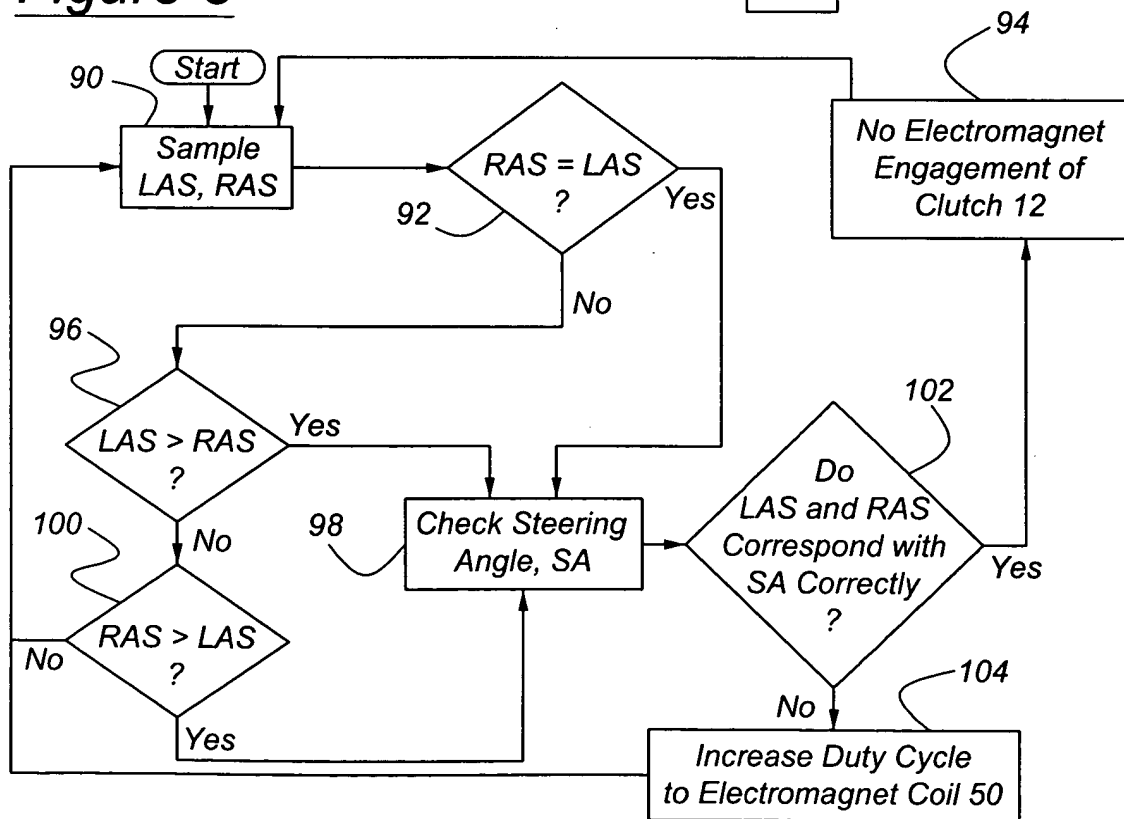 Start
94
90
Sample
LAS, RAS
RAS = LAS
?
Yes
No Electromagnet
Engagement of
Clutch 12
92
No
96
LAS > RAS
?
Yes
102
Do
LAS and RAS
Correspond with
SA Correctly
?
Yes
98
Check Steering
Angle, SA
100
No
RAS > LAS
?
No
Yes
No
104
Increase Duty Cycle
to Electromagnet Coil 50